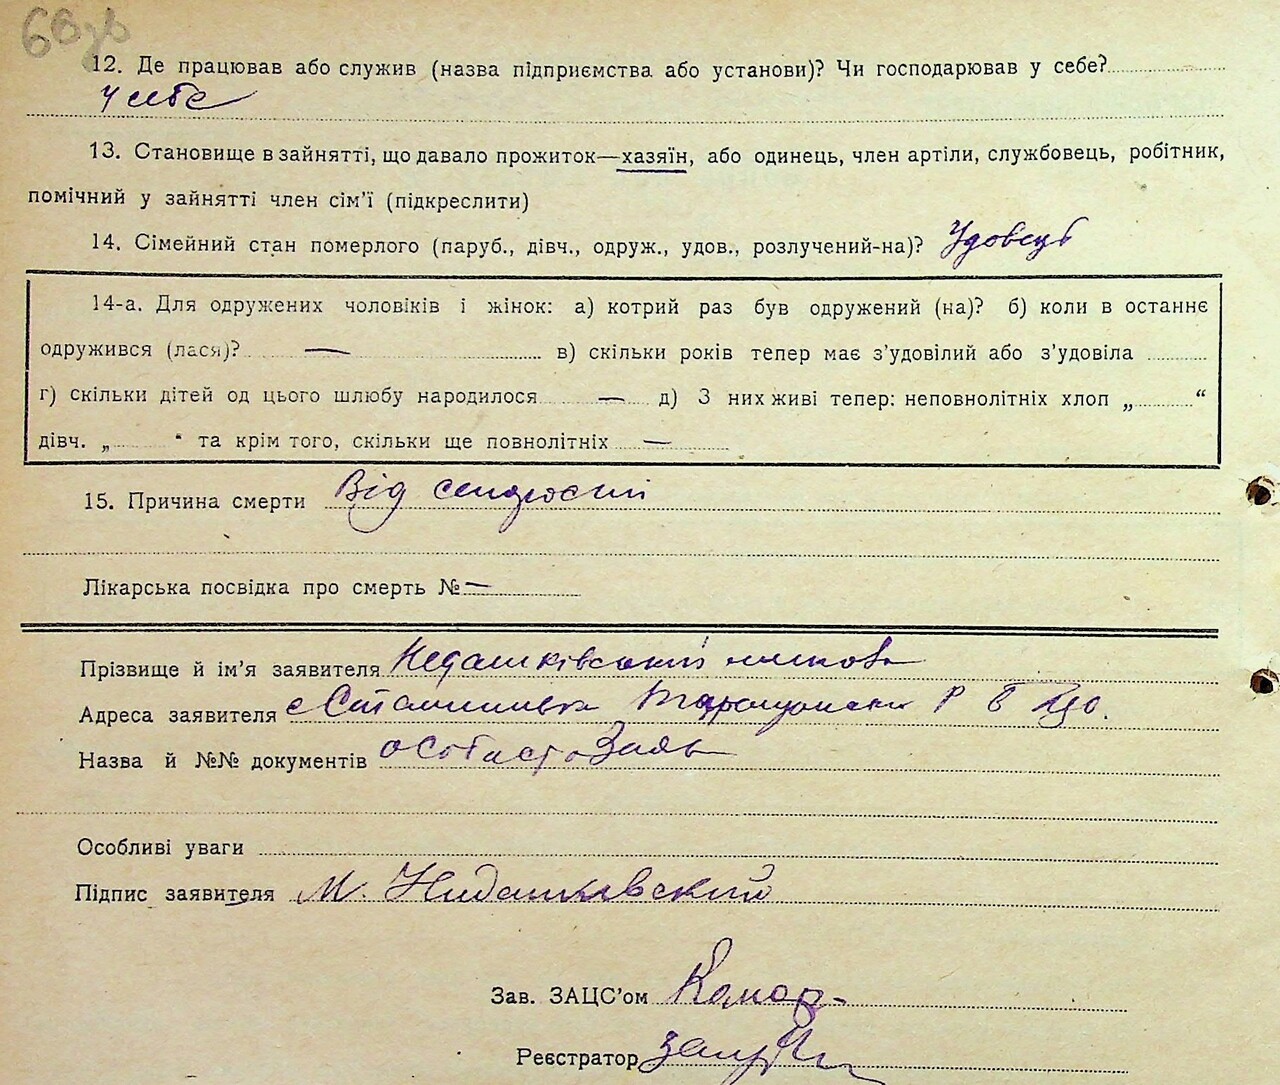 68 зв
12. Де працював або служив (назва підприємства або установи)? Чи господарював у себе?
у себе
13. Становище в зайнятті, що давало прожиток—хазяїн, або одинець, член артіли, службовець, робітник,
помічний у зайнятті член сім'ї (підкреслити)
14. Сімейний стан померлого (паруб., дівч., одруж., удов., розлучений-на)? Удовець
14-а. Для одружених чоловіків і жінок: а) котрий раз був одружений (на)? б) коли в останнє
одружився (лася)? — в) скільки років тепер має з'удовілий або з'удовіла
г) скільки дітей од цього шлюбу народилося — д) З них живі тепер: неповнолітніх хлоп „ “
дівч. „ “ та крім того, скільки ще повнолітніх —
15. Причина смерти Від
Лікарська посвідка про смерть № —
Прізвище й ім'я заявителя Недашківський
Адреса заявителя с Р Б
Назва й №№ документів
Особливі уваги
Підпис заявителя М. Нидашкавский
Зав. ЗАЦС'ом
Реєстратор